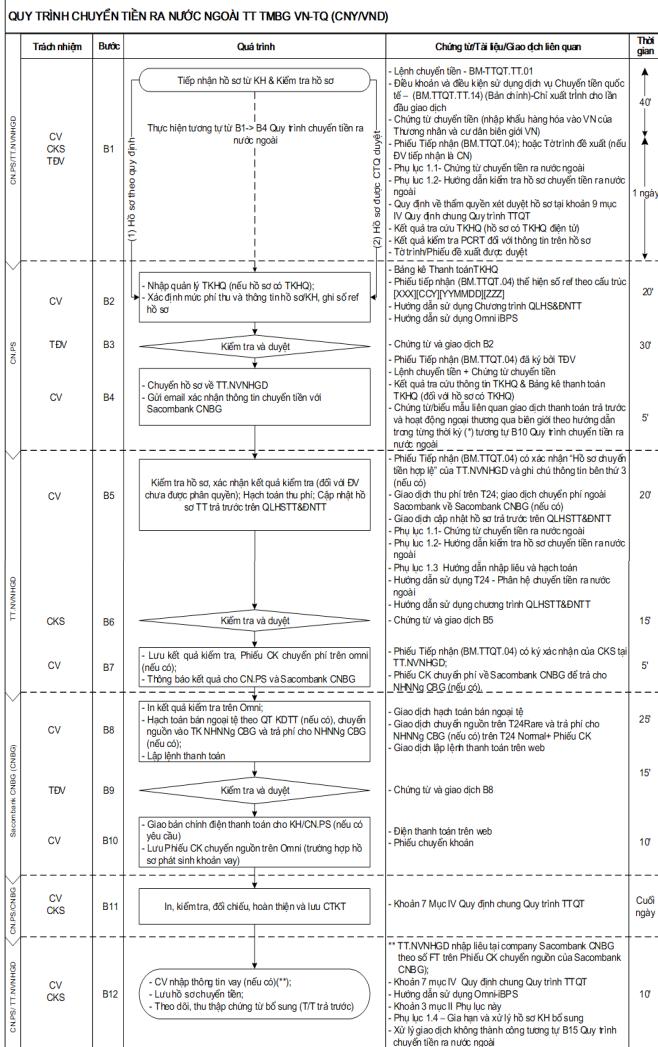 QUY TRÌNH CHUYỂN TIỀN RA NƯỚC NGOÀI TT TMBG VN-TQ (CNY/VND)
Trách nhiệm
Bước
Quá trình
Chứng từ/Tài liệu/Giao dịch liên quan
Thời
gian
CN.PS/TT.NVNHGD
CV
CKS
TĐV
B1
Tiếp nhận hồ sơ từ KH & Kiểm tra hồ sơ
Thực hiện tương tự từ B1-> B4 Quy trình chuyển tiền ra
nước ngoài
(1) Hồ sơ theo quy định
(2) Hồ sơ được CTQ duyệt
- Lệnh chuyển tiền - BM-TTQT.TT.01
- Điều khoản và điều kiện sử dụng dịch vụ Chuyển tiền quốc
tế – (BM.TTQT.TT.14) (Bản chính)-Chỉ xuất trình cho lần
đầu giao dịch
- Chứng từ chuyển tiền (nhập khẩu hàng hóa vào VN của
Thương nhân và cư dân biên giới VN)
- Phiếu Tiếp nhận (BM.TTQT.04); hoặc Tờ trình đề xuất (nếu
ĐV tiếp nhận là CN)
- Phụ lục 1.1- Chứng từ chuyển tiền ra nước ngoài
- Phụ lục 1.2- Hướng dẫn kiểm tra hồ sơ chuyển tiền ra nước
ngoài
- Quy định về thẩm quyền xét duyệt hồ sơ tại khoản 9 mục
IV Quy định chung Quy trình TTQT
- Kết quả tra cứu TKHQ (hồ sơ có TKHQ điện tử)
- Kết quả kiểm tra PCRT đối với thông tin trên hồ sơ
- Tờ trình/Phiếu đề xuất được duyệt
40'
1 ngày
CN.PS
CV
B2
- Nhập quản lý TKHQ (nếu hồ sơ có TKHQ);
- Xác định mức phí thu và thông tin hồ sơ/KH, ghi số ref
hồ sơ
- Bảng kê Thanh toán TKHQ
- Phiếu tiếp nhận (BM.TTQT.04) thể hiện số ref theo cấu trúc
[XXX][CCY][YYMMDD][ZZZ]
- Hướng dẫn sử dụng Chương trình QLHS&ĐNTT
- Hướng dẫn sử dụng Omni iBPS
20'
TĐV
B3
Kiểm tra và duyệt
- Chứng từ và giao dịch B2
30'
CV
B4
- Chuyển hồ sơ về TT.NVNHGD
- Gửi email xác nhận thông tin chuyển tiền với
Sacombank CNBG
- Phiếu Tiếp nhận (BM.TTQT.04) đã ký bởi TĐV
- Lệnh chuyển tiền + Chứng từ chuyển tiền
- Kết quả tra cứu thông tin TKHQ & Bảng kê thanh toán
TKHQ (đối với hồ sơ có TKHQ)
- Chứng từ/biểu mẫu liên quan giao dịch thanh toán trả trước
và hoạt động ngoại thương qua biên giới theo hướng dẫn
trong từng thời kỳ (*) tương tự B10 Quy trình chuyển tiền ra
nước ngoài
5'
TT.NVNHGD
CV
B5
Kiểm tra hồ sơ, xác nhận kết quả kiểm tra (đối với ĐV
chưa được phân quyền); Hạch toán thu phí; Cập nhật hồ
sơ TT trả trước trên QLHSTT&ĐNTT
- Phiếu Tiếp nhận (BM.TTQT.04) có xác nhận “Hồ sơ chuyển
tiền hợp lệ” của TT.NVNHGD và ghi chú thông tin bên thứ 3
(nếu có)
- Giao dịch thu phí trên T24; giao dịch chuyển phí ngoài
Sacombank về Sacombank CNBG (nếu có)
- Giao dịch cập nhật hồ sơ trả trước trên QLHSTT&ĐNTT
- Phụ lục 1.1- Chứng từ chuyển tiền ra nước ngoài
- Phụ lục 1.2- Hướng dẫn kiểm tra hồ sơ chuyển tiền ra nước
ngoài
- Phụ lục 1.3 Hướng dẫn nhập liệu và hạch toán
- Hướng dẫn sử dụng T24 - Phân hệ chuyển tiền ra nước
ngoài
- Hướng dẫn sử dụng chương trình QLHSTT&ĐNTT
20'
CKS
B6
Kiểm tra và duyệt
- Chứng từ và giao dịch B5
15'
CV
B7
- Lưu kết quả kiểm tra, Phiếu CK chuyển phí trên omni
(nếu có);
- Thông báo kết quả cho CN.PS và Sacombank CNBG
- Phiếu Tiếp nhận (BM.TTQT.04) có ký xác nhận của CKS tại
TT.NVNHGD;
- Phiếu CK chuyển phí về Sacombank CNBG để trả cho
NHNNg CBG (nếu có).
5'
Sacombank CNBG (CNBG)
CV
B8
- In kết quả kiểm tra trên Omni;
- Hạch toán bán ngoại tệ theo QT KDTT (nếu có), chuyển
nguồn vào TK NHNNg CBG và trả phí cho NHNNg CBG
(nếu có);
- Lập lệnh thanh toán
- Giao dịch hạch toán bán ngoại tệ
- Giao dịch chuyển nguồn trên T24Rare và trả phí cho
NHNNg CBG (nếu có) trên T24 Normal+ Phiếu CK
- Giao dịch lập lệnh thanh toán trên web
25'
TĐV
B9
Kiểm tra và duyệt
- Chứng từ và giao dịch B8
15'
CV
B10
- Giao bản chính điện thanh toán cho KH/CN.PS (nếu có
yêu cầu)
- Lưu Phiếu CK chuyển nguồn trên Omni (trường hợp hồ
sơ phát sinh khoản vay)
- Điện thanh toán trên web
- Phiếu chuyển khoản
10'
CN.PS/CNBG
CV
CKS
B11
In, kiểm tra, đối chiếu, hoàn thiện và lưu CTKT
- Khoản 7 Mục IV Quy định chung Quy trình TTQT
Cuối
ngày
CN.PS/ TT.NVNHGD
CV
CKS
B12
- CV nhập thông tin vay (nếu có)(**);
- Lưu hồ sơ chuyển tiền;
- Theo dõi, thu thập chứng từ bổ sung (T/T trả trước)
** TT.NVNHGD nhập liệu tại company Sacombank CNBG
theo số FT trên Phiếu CK chuyển nguồn của Sacombank
CNBG);
- Khoản 7 mục IV Quy định chung Quy trình TTQT
- Hướng dẫn sử dụng Omni-iBPS
- Khoản 3 mục II Phụ lục này
- Phụ lục 1.4 – Gia hạn và xử lý hồ sơ KH bổ sung
- Xử lý giao dịch không thành công tương tự B15 Quy trình
chuyển tiền ra nước ngoài
10'